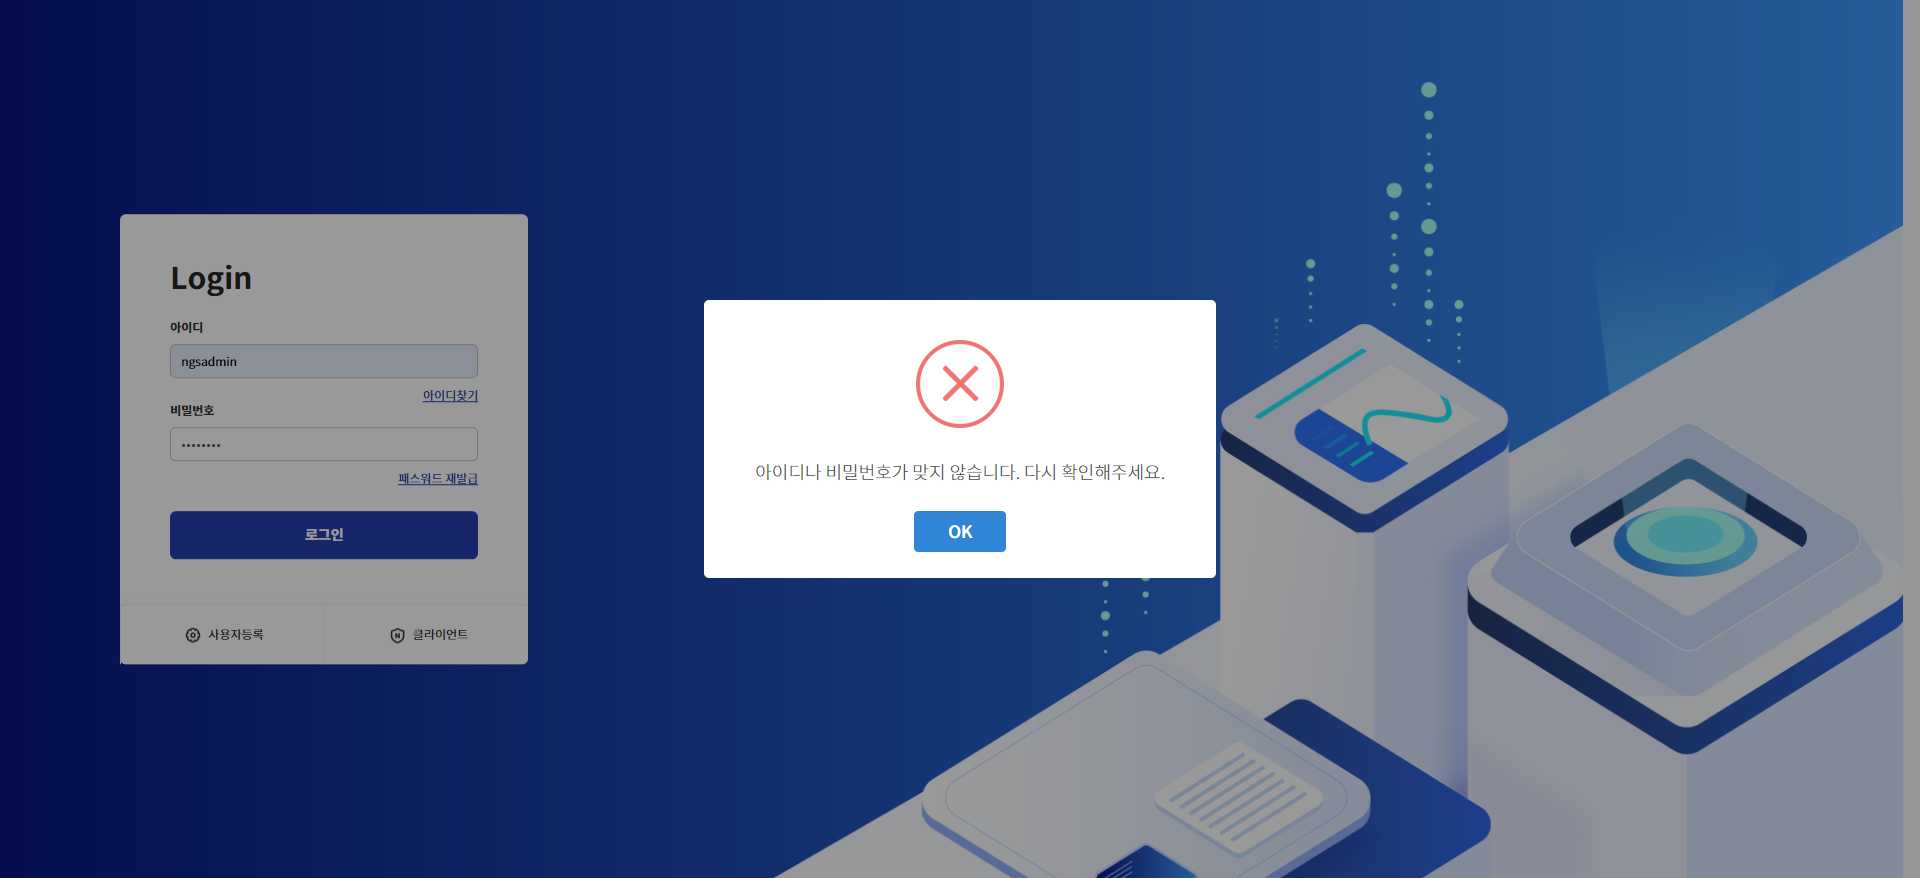 Login
아이디
ngsadmin
아이디찾기
비밀번호
••••••••
패스워드 재발급
로그인
사용자등록
클라이언트
아이디나 비밀번호가 맞지 않습니다. 다시 확인해주세요.
OK